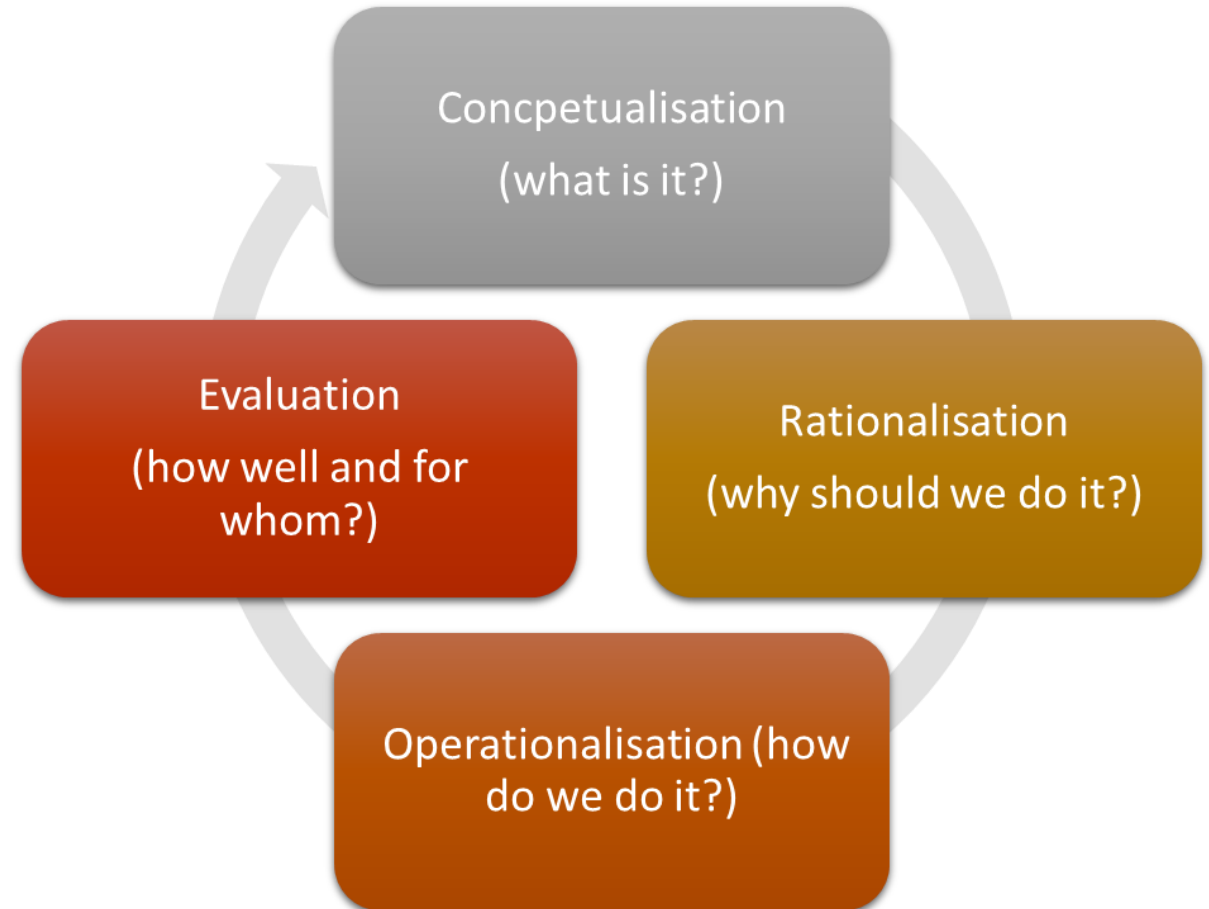 Concpetualisation
(what is it?)
Rationalisation
(why should we do it?)
Operationalisation (how
do we do it?)
Evaluation
(how well and for
whom?)